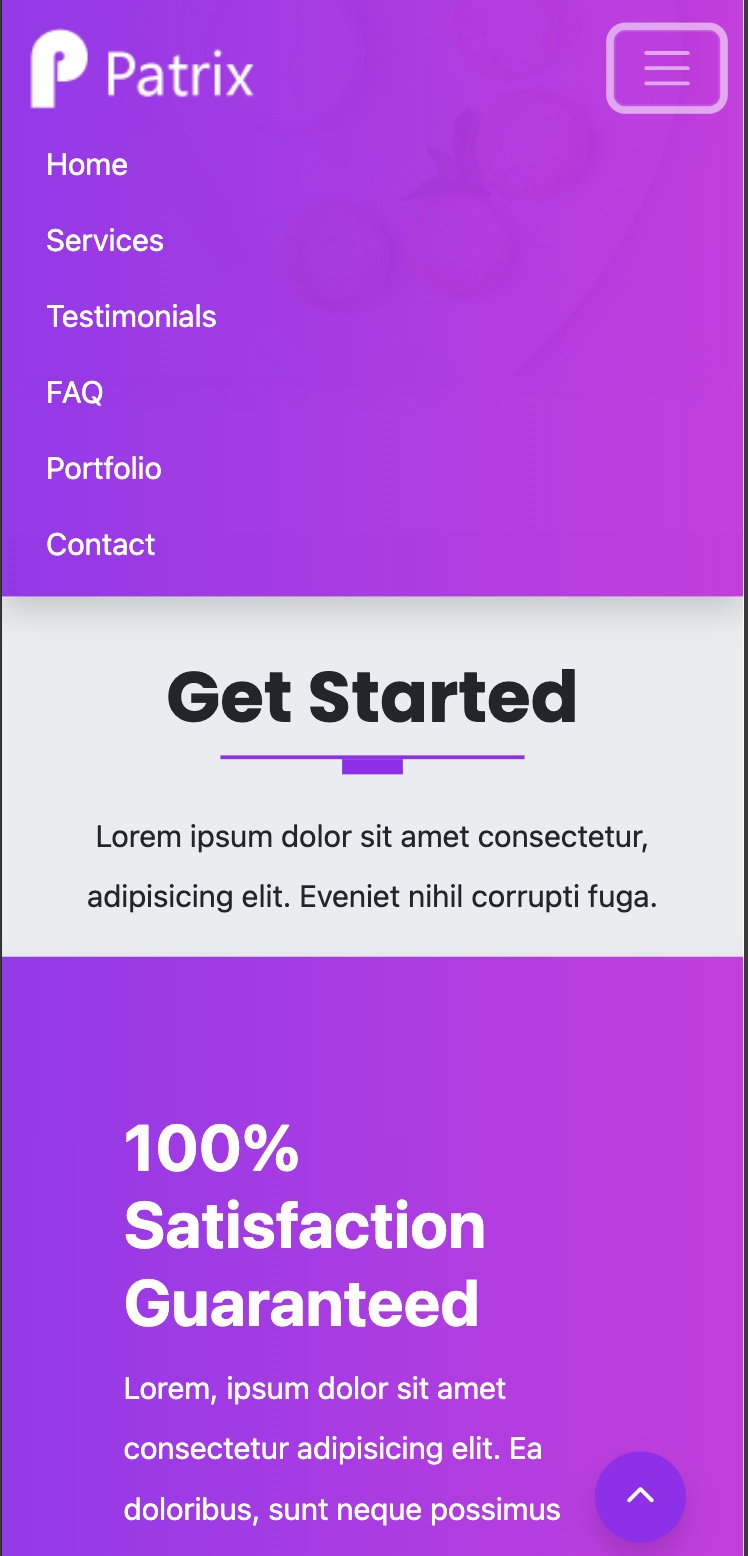 Patrix
Home
Services
Testimonials
FAQ
Portfolio
Contact
Get Started
Lorem ipsum dolor sit amet consectetur,
adipisicing elit. Eveniet nihil corrupti fuga.
100%
Satisfaction
Guaranteed
Lorem, ipsum dolor sit amet
consectetur adipisicing elit. Ea
doloribus, sunt neque possimus